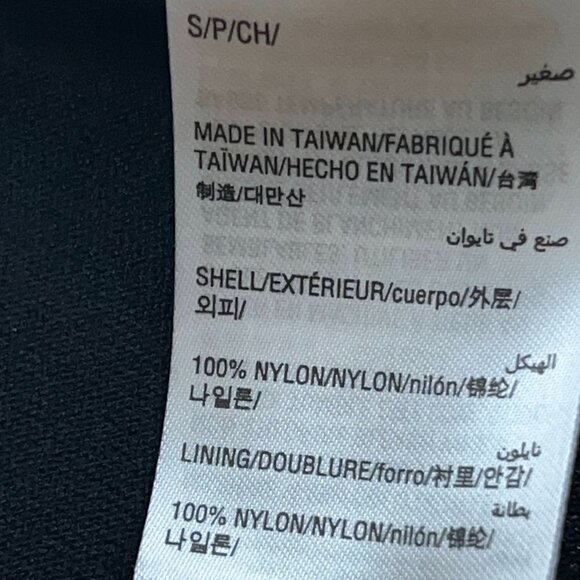 S/P/CH/
صغير
MADE IN TAIWAN/FABRIQUÉ À
TAÏWAN/HECHO EN TAIWÁN/台灣
制造/대만산
صنع في تايوان
SHELL/EXTÉRIEUR/cuerpo/外层/
외피/
الهيكل
100% NYLON/NYLON/nilón/锦纶/
나일론/
نايلون
LINING/DOUBLURE/forro/衬里/안감/
بطانة
100% NYLON/NYLON/nilón/锦纶/
나일론/